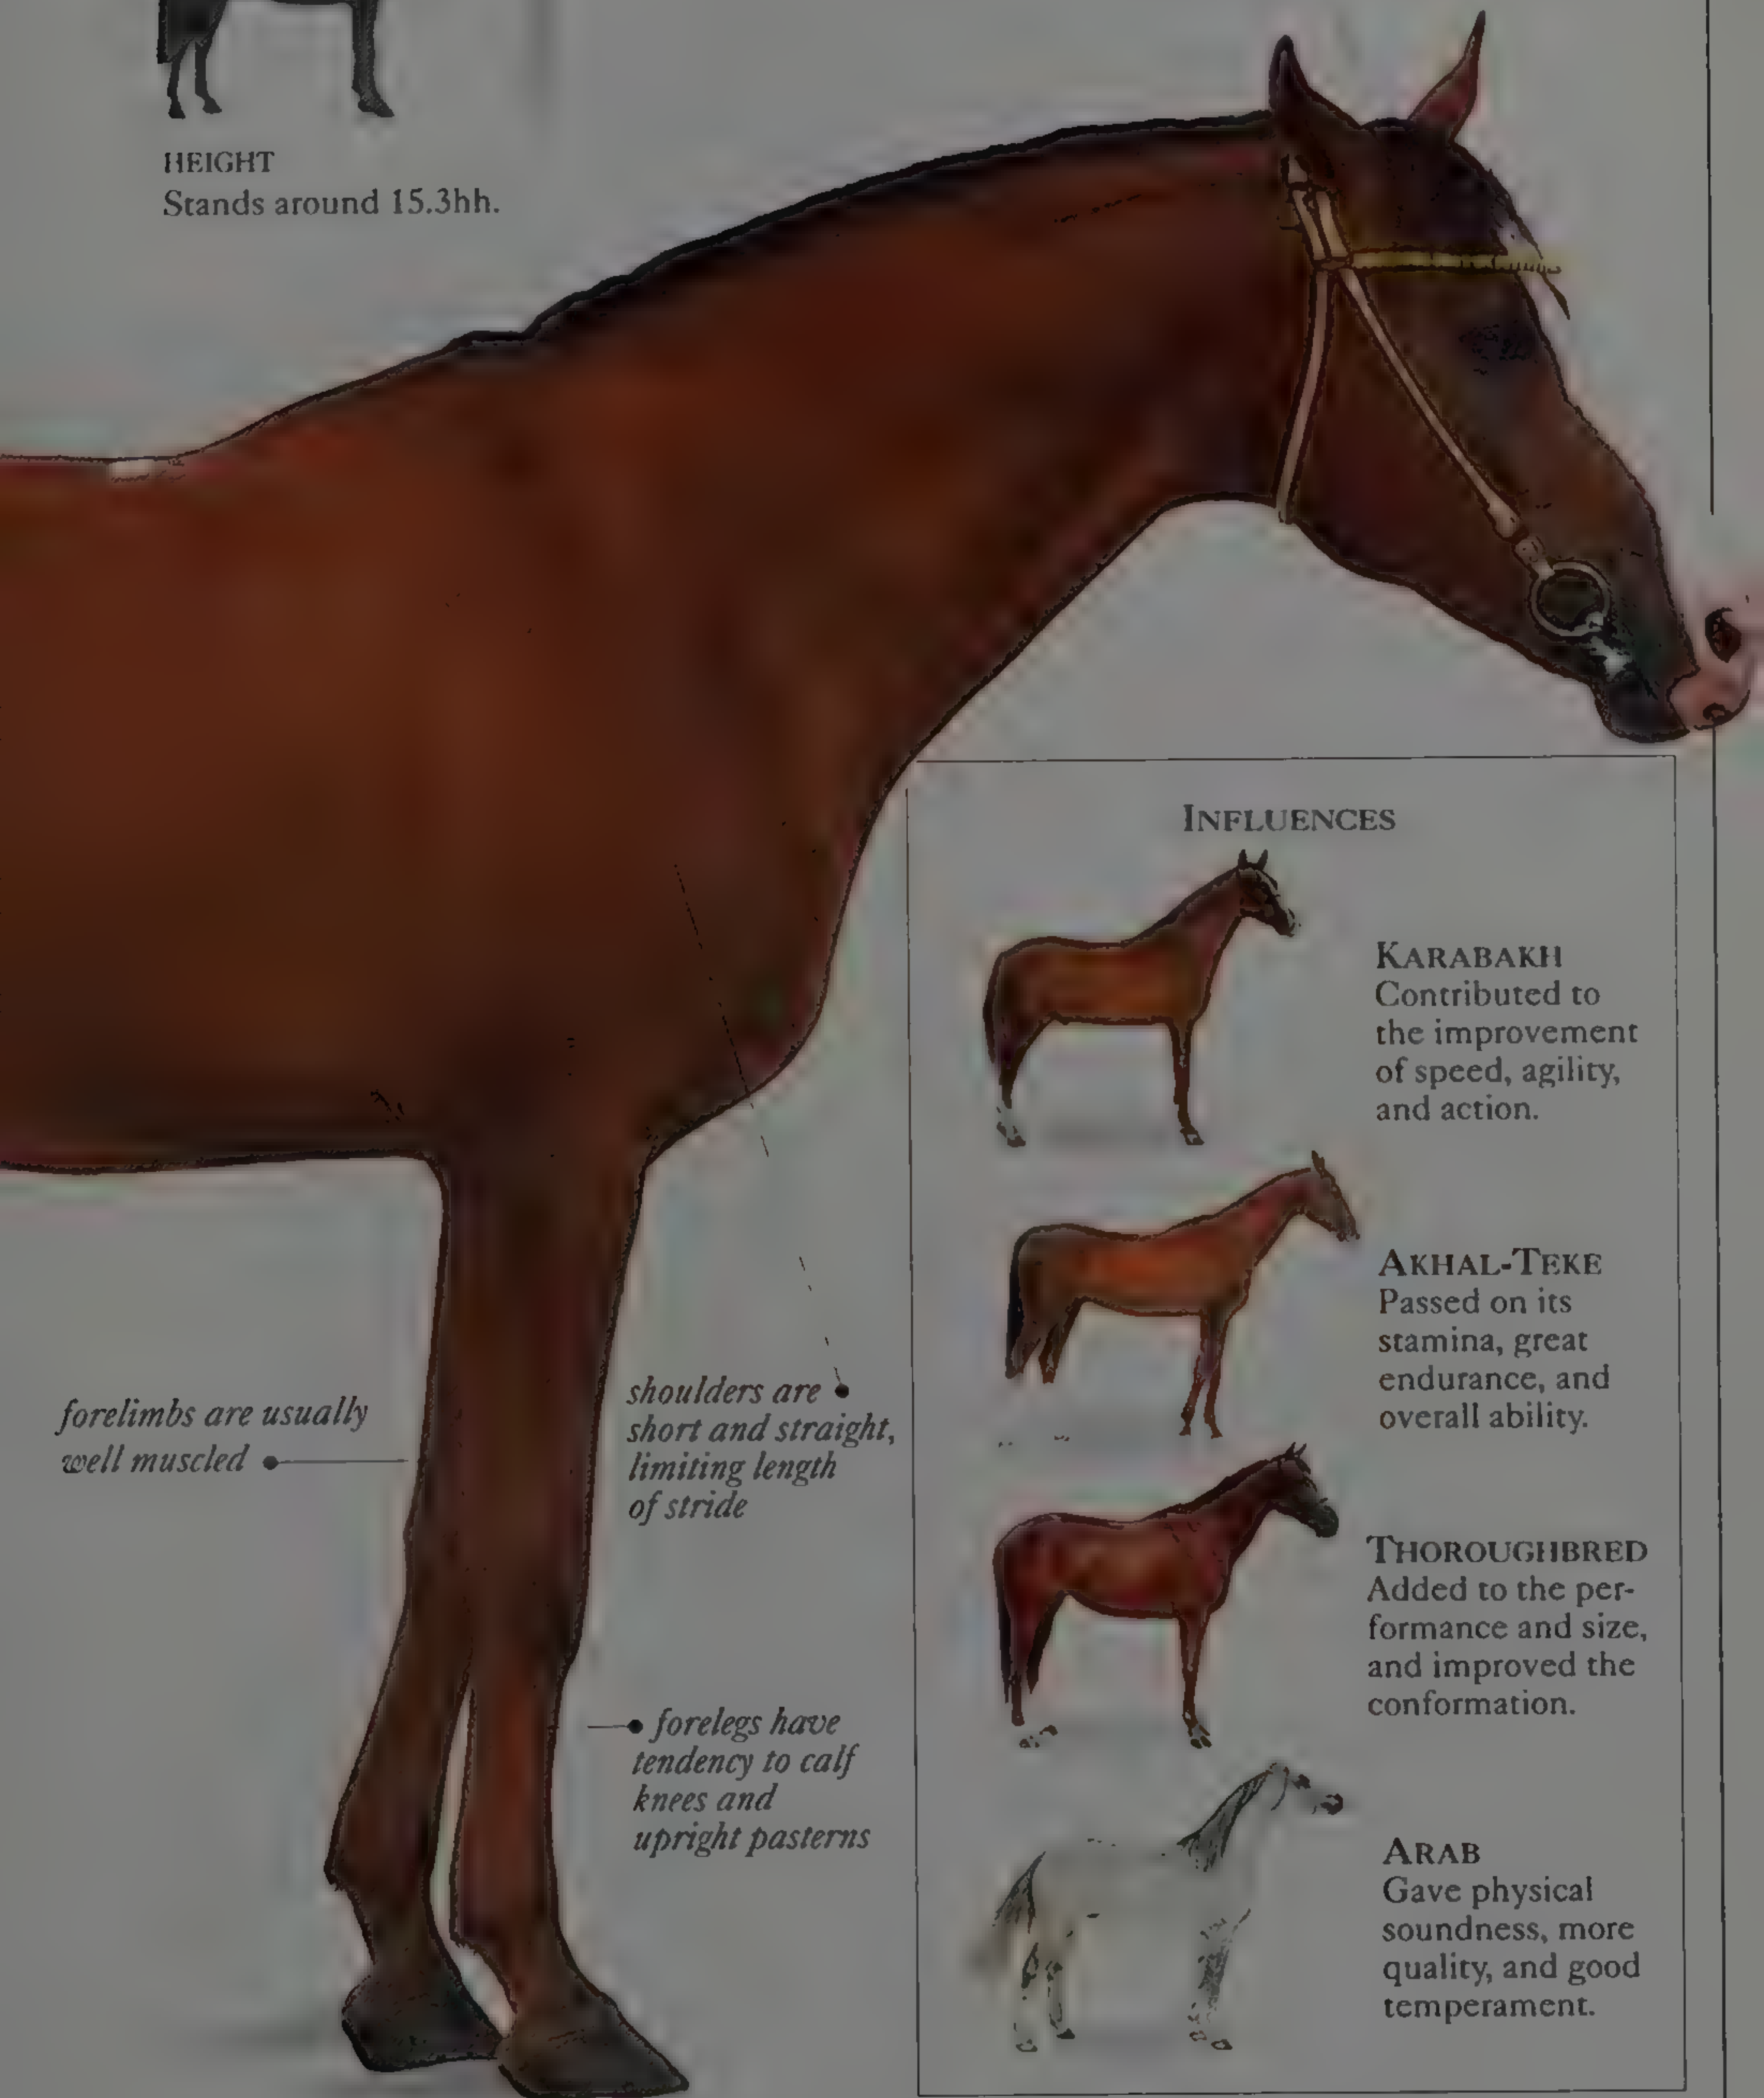 HEIGHT
Stands around 15.3hh.
INFLUENCES
KARABAKH
Contributed to
the improvement
of speed, agility,
and action.
AKHAL-TEKE
Passed on its
stamina, great
endurance, and
overall ability.
THOROUGHBRED
Added to the per-
formance and size,
and improved the
conformation.
ARAB
Gave physical
soundness, more
quality, and good
temperament.
forelimbs are usually
well muscled
shoulders are
short and straight,
limiting length
of stride
forelegs have
tendency to calf
knees and
upright pasterns